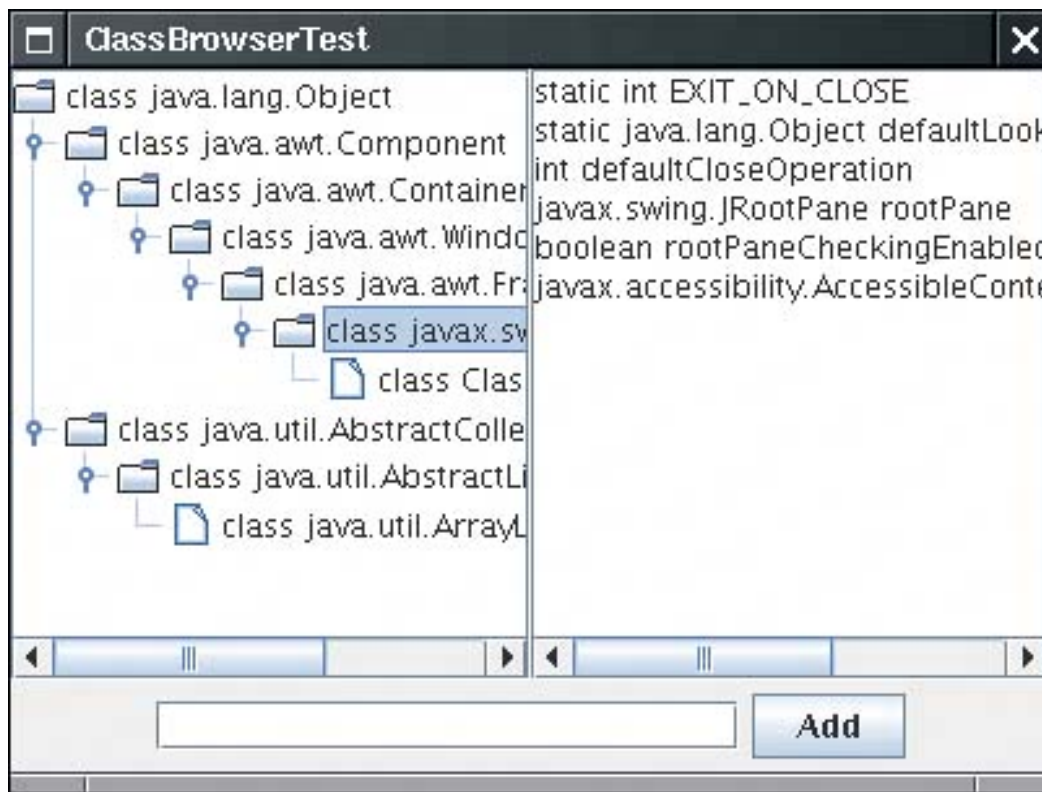 ClassBrowserTest
class java.lang.Object
class java.awt.Component
class java.awt.Container
class java.awt.Windo
class java.awt.Fra
class javax.sw
class Clas
class java.util.AbstractColle
class java.util.AbstractLi
class java.util.ArrayL
static int EXIT_ON_CLOSE
static java.lang.Object defaultLook
int defaultCloseOperation
javax.swing.JRootPane rootPane
boolean rootPaneCheckingEnabled
javax.accessibility.AccessibleConte
Add